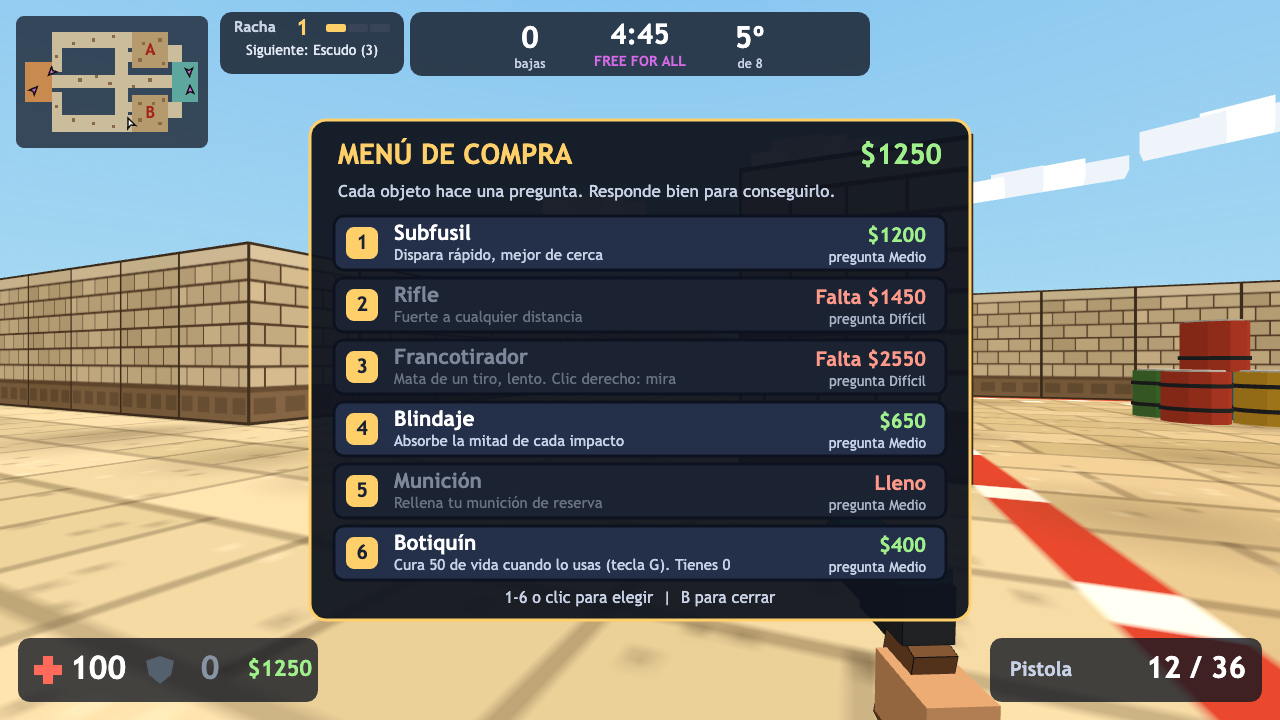 A
B
Racha 1
Siguiente: Escudo (3)
0
bajas
4:45
FREE FOR ALL
5º
de 8
MENÚ DE COMPRA
$1250
Cada objeto hace una pregunta. Responde bien para conseguirlo.
1
Subfusil
Dispara rápido, mejor de cerca
$1200
pregunta Medio
2
Rifle
Fuerte a cualquier distancia
Falta $1450
pregunta Difícil
3
Francotirador
Mata de un tiro, lento. Clic derecho: mira
Falta $2550
pregunta Difícil
4
Blindaje
Absorbe la mitad de cada impacto
$650
pregunta Medio
5
Munición
Rellena tu munición de reserva
Lleno
pregunta Medio
6
Botiquín
Cura 50 de vida cuando lo usas (tecla G). Tienes 0
$400
pregunta Medio
1-6 o clic para elegir | B para cerrar
100 0 $1250
Pistola 12 / 36